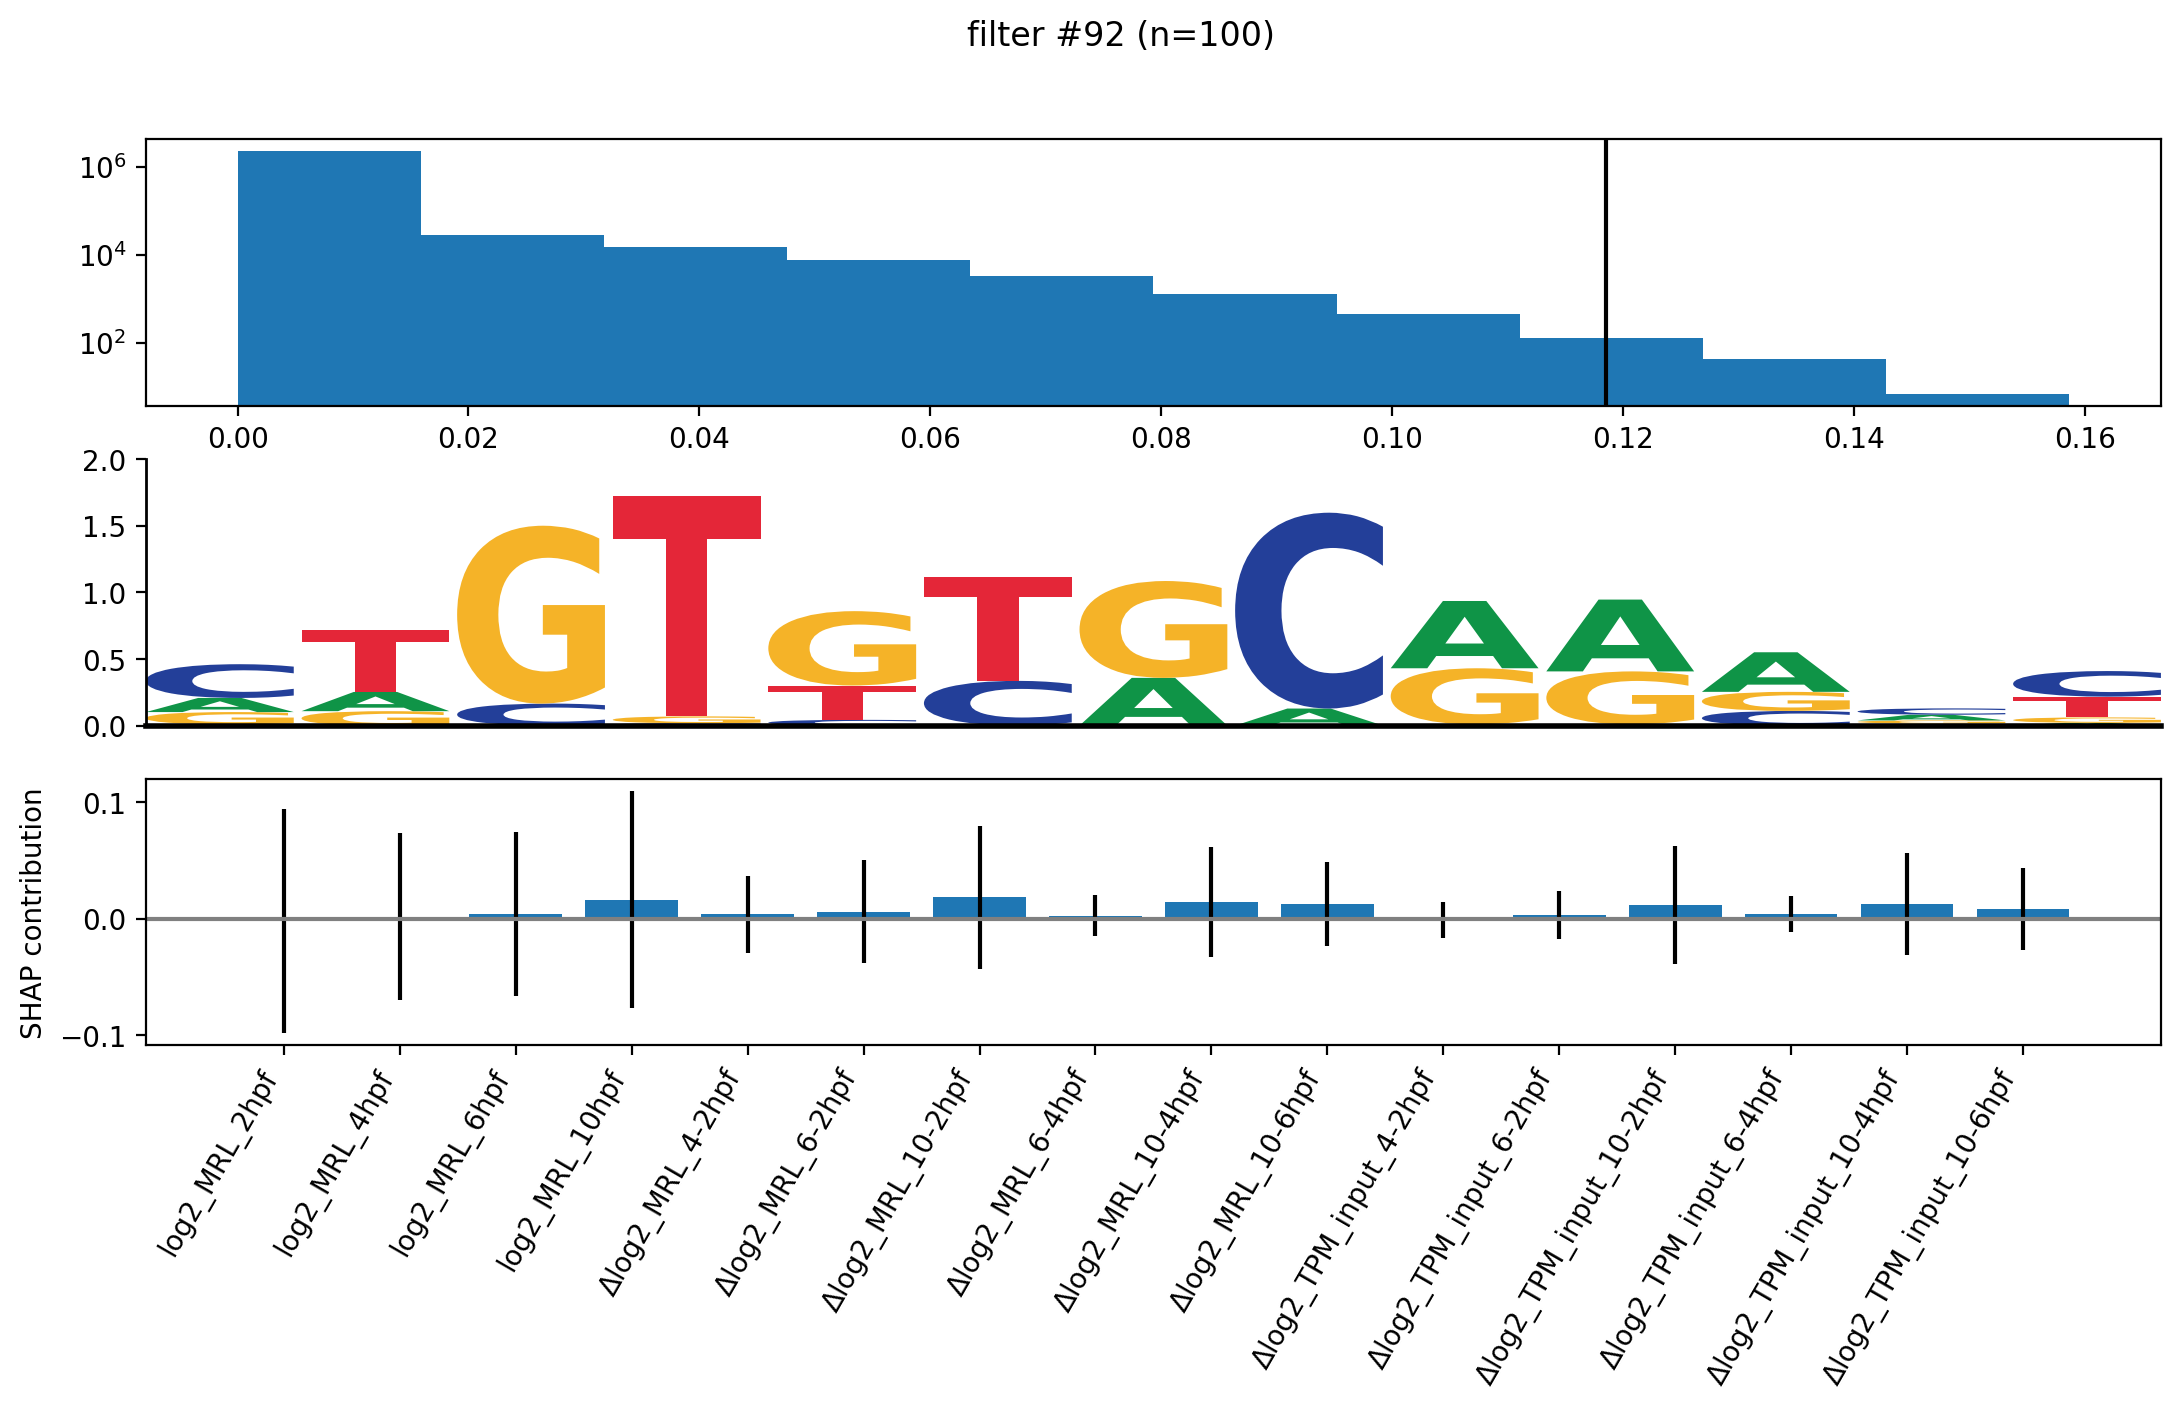 filter #92 (n=100)
10^6
10^4
10^2
0.00 0.02 0.04 0.06 0.08 0.10 0.12 0.14 0.16
2.0
1.5
1.0
0.5
0.0
C T G T G T G C A A A C C
A A C G T C A A G G G A T
G G C C G G
SHAP contribution
0.1
0.0
−0.1
log2_MRL_2hpf
log2_MRL_4hpf
log2_MRL_6hpf
log2_MRL_10hpf
Δlog2_MRL_4-2hpf
Δlog2_MRL_6-2hpf
Δlog2_MRL_10-2hpf
Δlog2_MRL_6-4hpf
Δlog2_MRL_10-4hpf
Δlog2_MRL_10-6hpf
Δlog2_TPM_input_4-2hpf
Δlog2_TPM_input_6-2hpf
Δlog2_TPM_input_10-2hpf
Δlog2_TPM_input_6-4hpf
Δlog2_TPM_input_10-4hpf
Δlog2_TPM_input_10-6hpf